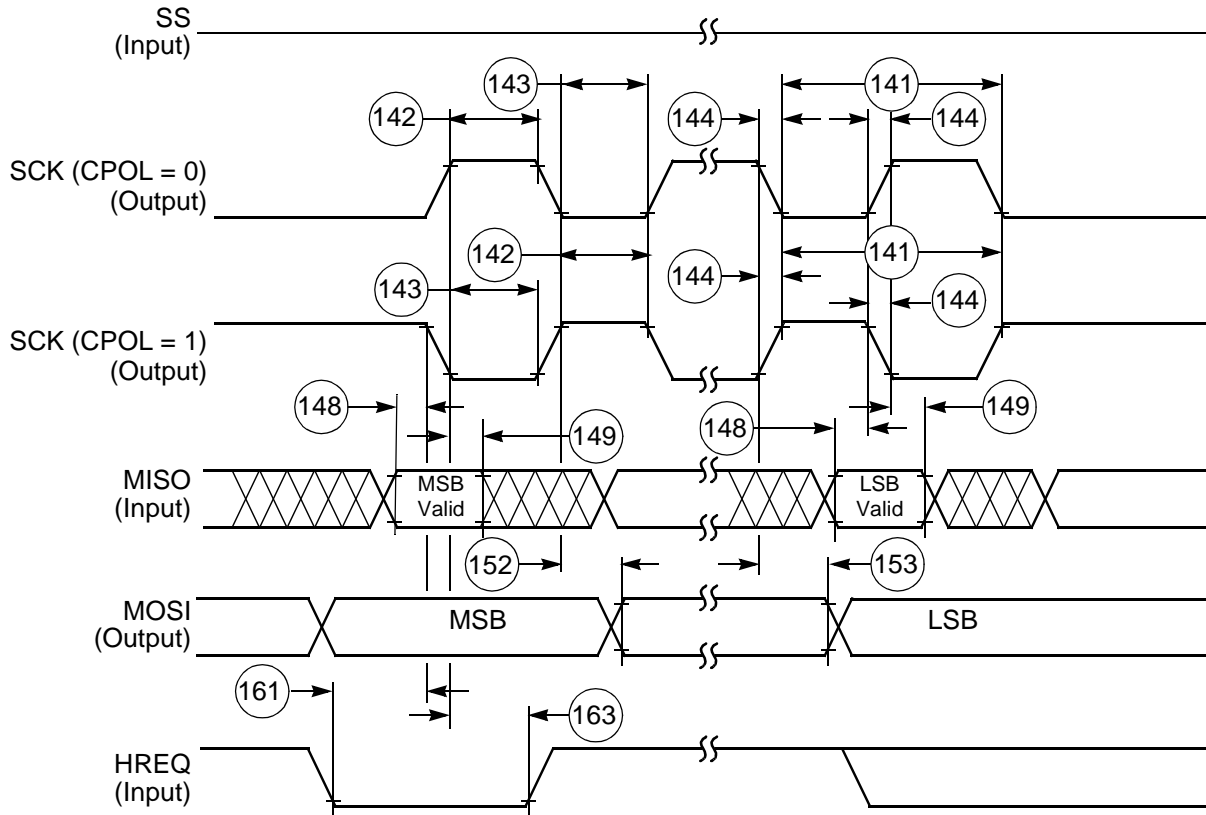 SS
(Input)
143
141
142
144
144
SCK (CPOL = 0)
(Output)
142
144
141
143
144
SCK (CPOL = 1)
(Output)
148
149
148
149
MISO
(Input)
MSB
Valid
LSB
Valid
152
153
MOSI
(Output)
MSB
LSB
161
163
HREQ
(Input)